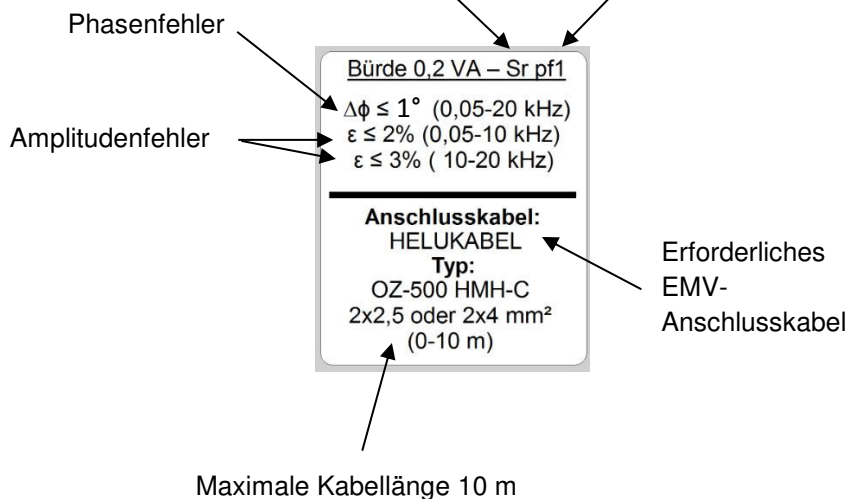 Phasenfehler
Amplitudenfehler
Bürde 0,2 VA – Sr pf1
Δϕ ≤ 1° (0,05-20 kHz)
ε ≤ 2% (0,05-10 kHz)
ε ≤ 3% ( 10-20 kHz)
Anschlusskabel:
HELUKABEL
Typ:
OZ-500 HMH-C
2x2,5 oder 2x4 mm²
(0-10 m)
Erforderliches
EMV-
Anschlusskabel
Maximale Kabellänge 10 m